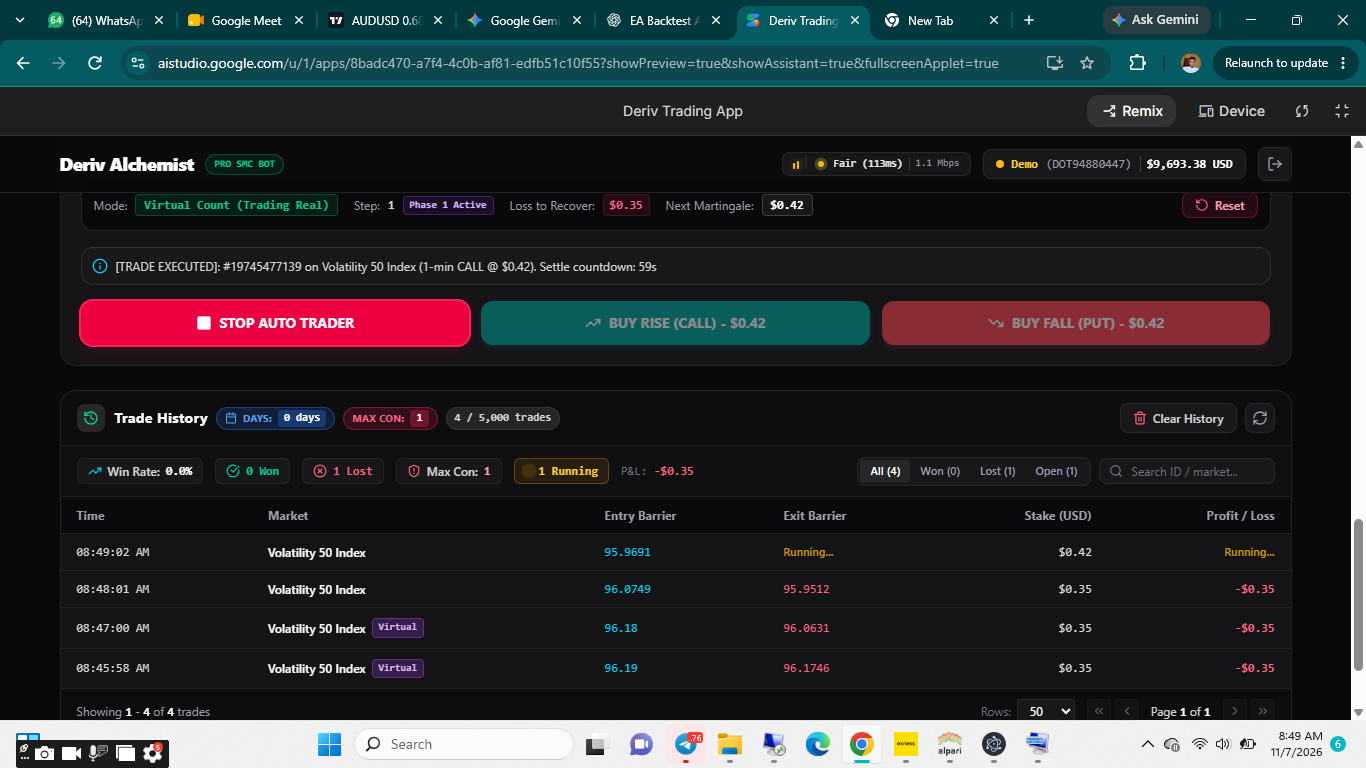 (64) WhatsAp
Google Meet
AUDUSD 0.68
Google Gemi
EA Backtest A
Deriv Trading
New Tab
Ask Gemini
aistudio.google.com/u/1/apps/8badc470-a7f4-4c0b-af81-edfb51c10f55?showPreview=true&showAssistant=true&fullscreenApplet=true
Relaunch to update
Deriv Trading App
Remix
Device
Deriv Alchemist PRO SMC BOT
Fair (113ms) 1.1 Mbps
Demo (DOT94880447) $9,693.38 USD
Mode: Virtual Count (Trading Real) Step: 1 Phase 1 Active Loss to Recover: $0.35 Next Martingale: $0.42 Reset
[TRADE EXECUTED]: #19745477139 on Volatility 50 Index (1-min CALL @ $0.42). Settle countdown: 59s
STOP AUTO TRADER
BUY RISE (CALL) - $0.42
BUY FALL (PUT) - $0.42
Trade History DAYS: 0 days MAX CON: 1 4 / 5,000 trades Clear History
Win Rate: 0.0% 0 Won 1 Lost Max Con: 1 1 Running P&L: -$0.35 All (4) Won (0) Lost (1) Open (1) Search ID / market...
Time Market Entry Barrier Exit Barrier Stake (USD) Profit / Loss
08:49:02 AM Volatility 50 Index 95.9691 Running... $0.42 Running...
08:48:01 AM Volatility 50 Index 96.0749 95.9512 $0.35 -$0.35
08:47:00 AM Volatility 50 Index Virtual 96.18 96.0631 $0.35 -$0.35
08:45:58 AM Volatility 50 Index Virtual 96.19 96.1746 $0.35 -$0.35
Showing 1 - 4 of 4 trades Rows: 50 Page 1 of 1
Search
76
exness
alpari
5
8:49 AM
11/7/2026
6